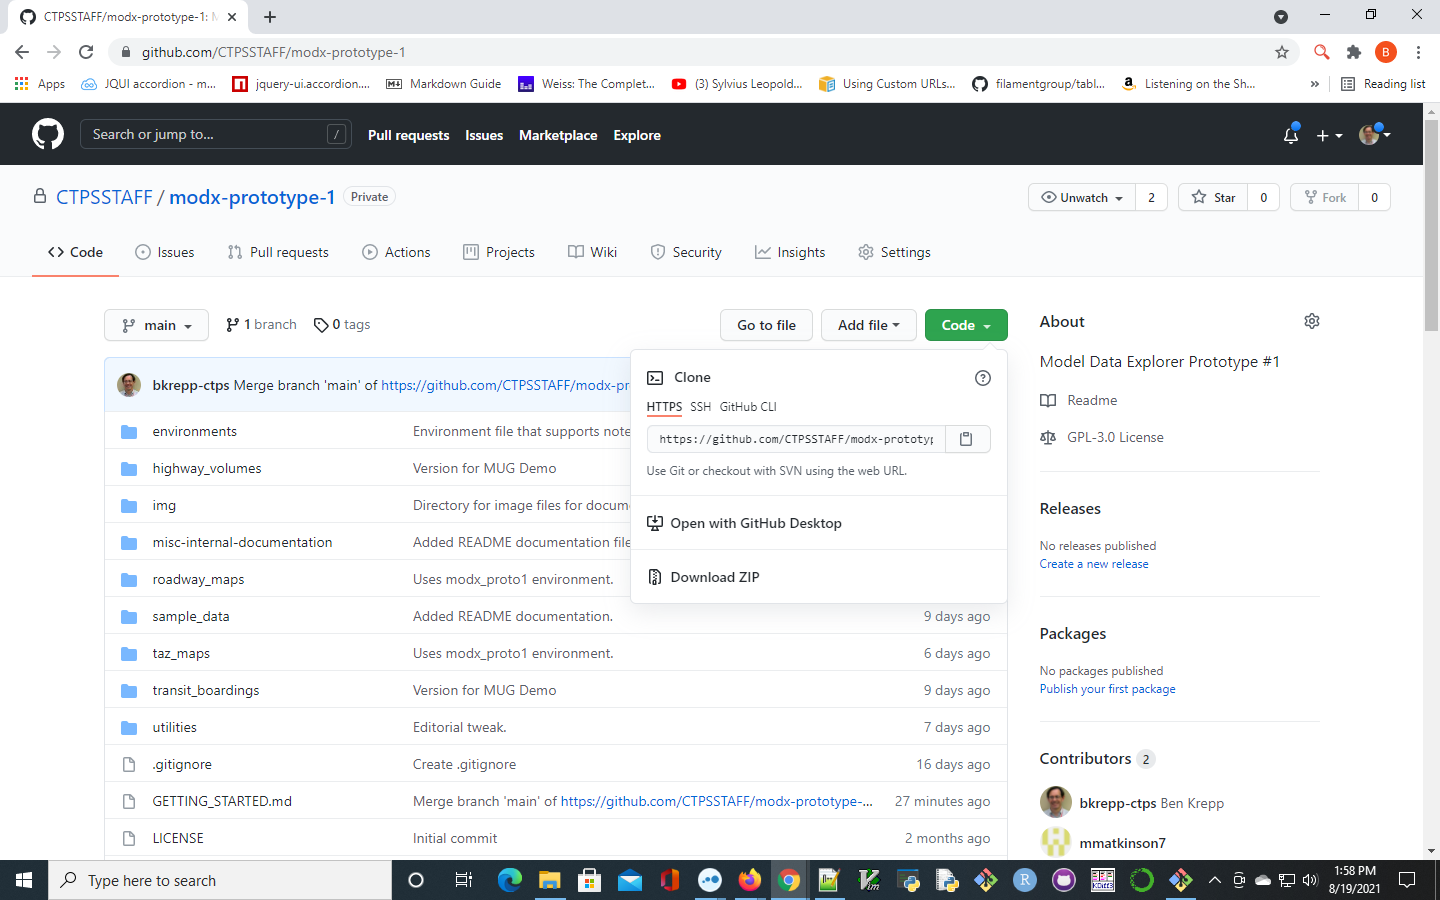 CTPSSTAFF/modx-prototype-1: M
github.com/CTPSSTAFF/modx-prototype-1
B
Apps
JQUI accordion - m...
jquery-ui.accordion....
Markdown Guide
Weiss: The Complet...
(3) Sylvius Leopold...
Using Custom URLs...
filamentgroup/tabl...
Listening on the Sh...
»
Reading list
Search or jump to...
/
Pull requests
Issues
Marketplace
Explore
CTPSSTAFF / modx-prototype-1
Private
Unwatch
2
Star
0
Fork
0
Code
Issues
Pull requests
Actions
Projects
Wiki
Security
Insights
Settings
main
1 branch
0 tags
Go to file
Add file
Code
bkrepp-ctps Merge branch 'main' of https://github.com/CTPSSTAFF/modx-pr
environments
Environment file that supports note
highway_volumes
Version for MUG Demo
img
Directory for image files for docum
misc-internal-documentation
Added README documentation file
roadway_maps
Uses modx_proto1 environment.
sample_data
Added README documentation.
9 days ago
taz_maps
Uses modx_proto1 environment.
6 days ago
transit_boardings
Version for MUG Demo
9 days ago
utilities
Editorial tweak.
7 days ago
.gitignore
Create .gitignore
16 days ago
GETTING_STARTED.md
Merge branch 'main' of https://github.com/CTPSSTAFF/modx-prototype-...
27 minutes ago
LICENSE
Initial commit
2 months ago
Clone
HTTPS
SSH
GitHub CLI
https://github.com/CTPSSTAFF/modx-prototyp
Use Git or checkout with SVN using the web URL.
Open with GitHub Desktop
Download ZIP
About
Model Data Explorer Prototype #1
Readme
GPL-3.0 License
Releases
No releases published
Create a new release
Packages
No packages published
Publish your first package
Contributors 2
bkrepp-ctps Ben Krepp
mmatkinson7
Type here to search
R
1:58 PM
8/19/2021